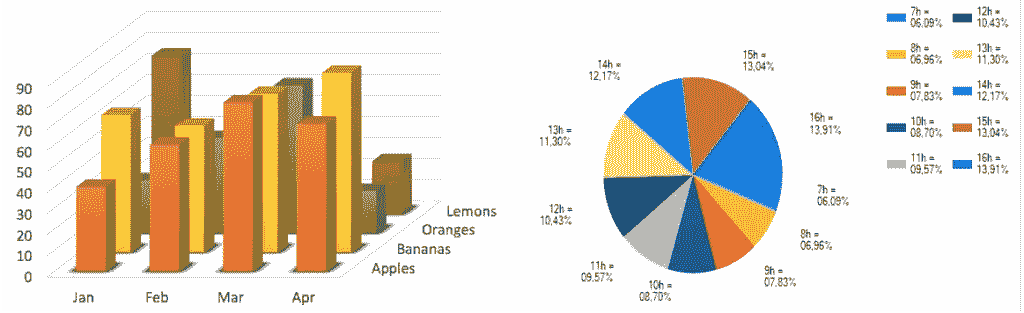 90
80
70
60
50
40
30
20
10
0
Jan
Feb
Mar
Apr
Lemons
Oranges
Bananas
Apples
15h =
13,04%
14h =
12,17%
16h =
13,91%
13h =
11,30%
7h =
06,09%
12h =
10,43%
8h =
06,96%
11h =
09,57%
9h =
07,83%
10h =
08,70%
7h =
06,09%
12h =
10,43%
8h =
06,96%
13h =
11,30%
9h =
07,83%
14h =
12,17%
10h =
08,70%
15h =
13,04%
11h =
09,57%
16h =
13,91%